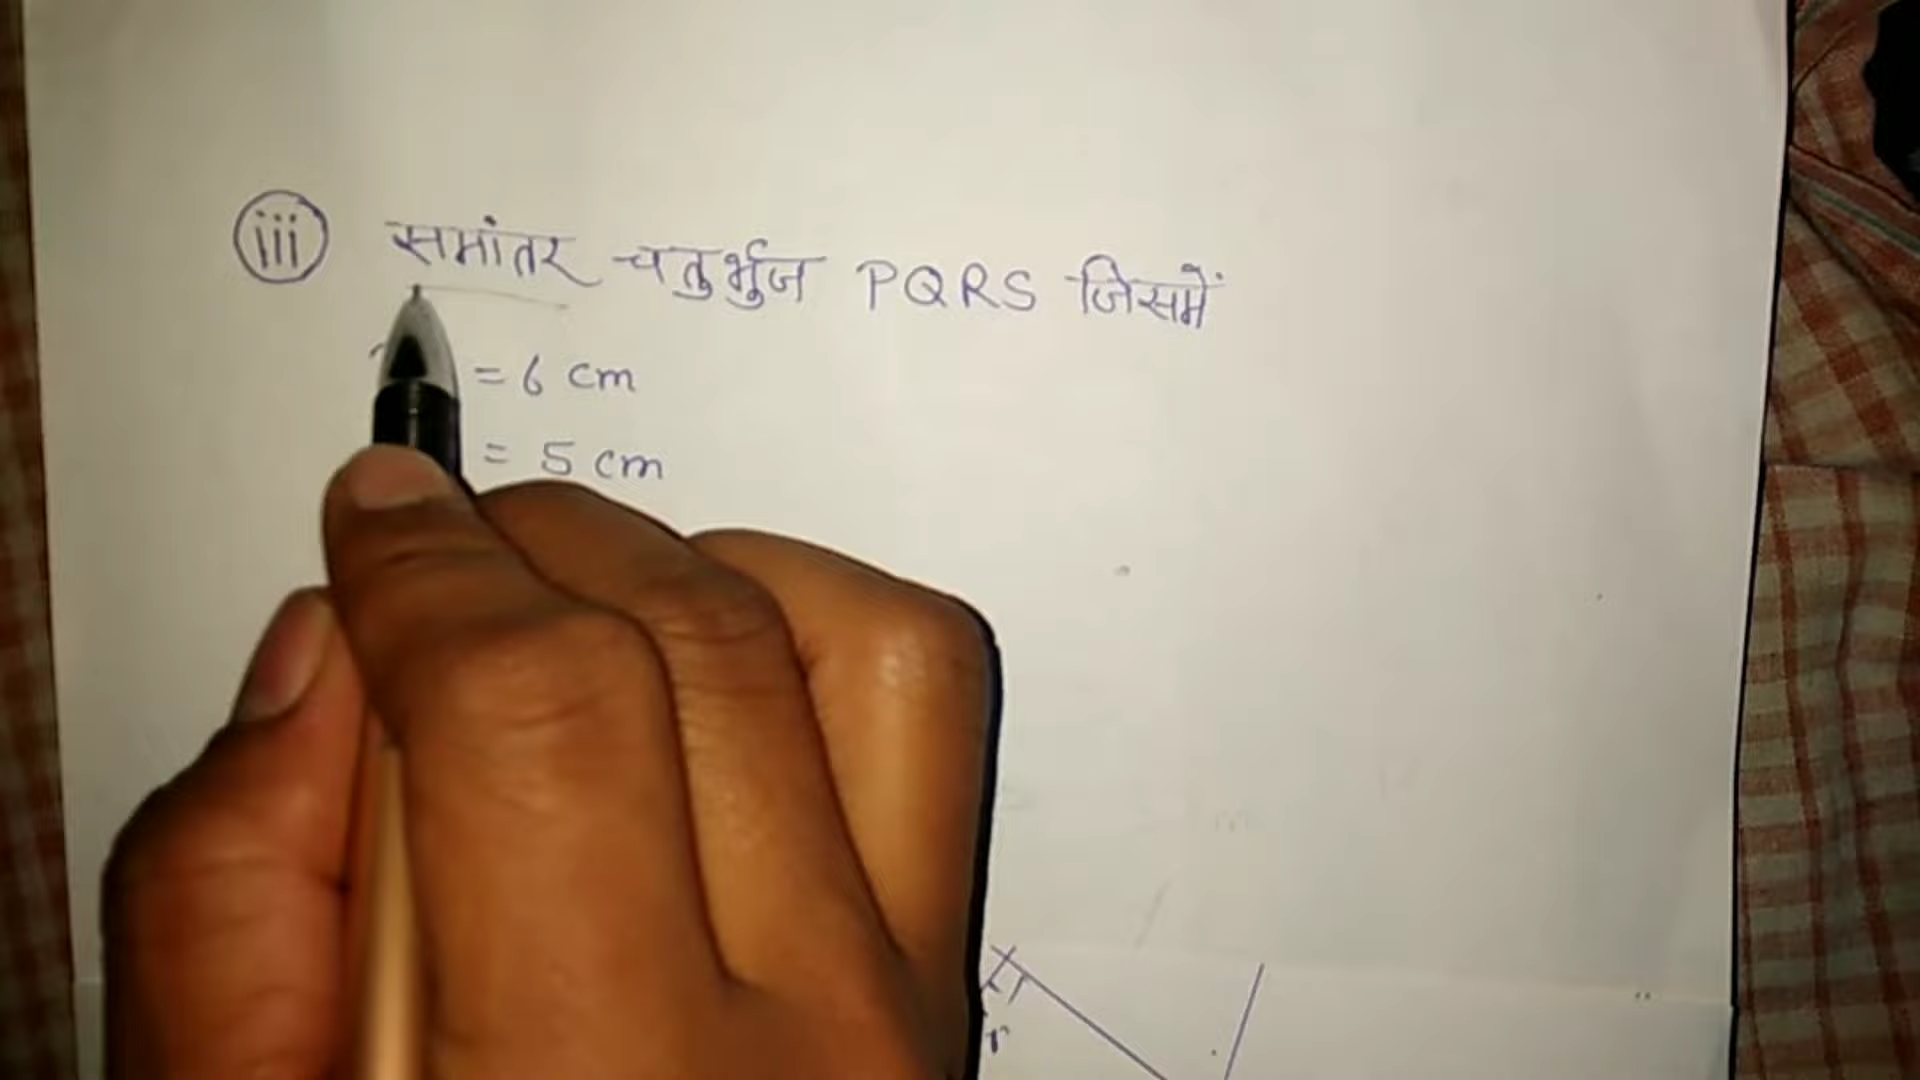 iii समांतर चतुर्भुज PQRS जिसमें
= 6 cm
= 5 cm
r